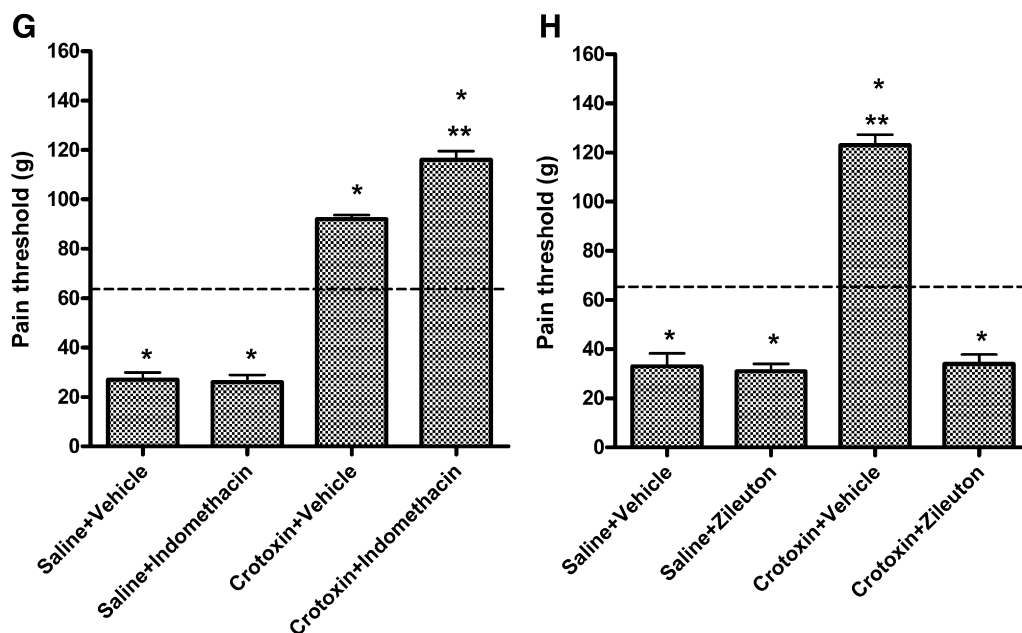 G
Pain threshold (g)
160
140
120
100
80
60
40
20
0
*
*
*
*
**
Saline+Vehicle
Saline+Indomethacin
Crotoxin+Vehicle
Crotoxin+Indomethacin
H
Pain threshold (g)
160
140
120
100
80
60
40
20
0
*
*
*
**
*
Saline+Vehicle
Saline+Zileuton
Crotoxin+Vehicle
Crotoxin+Zileuton